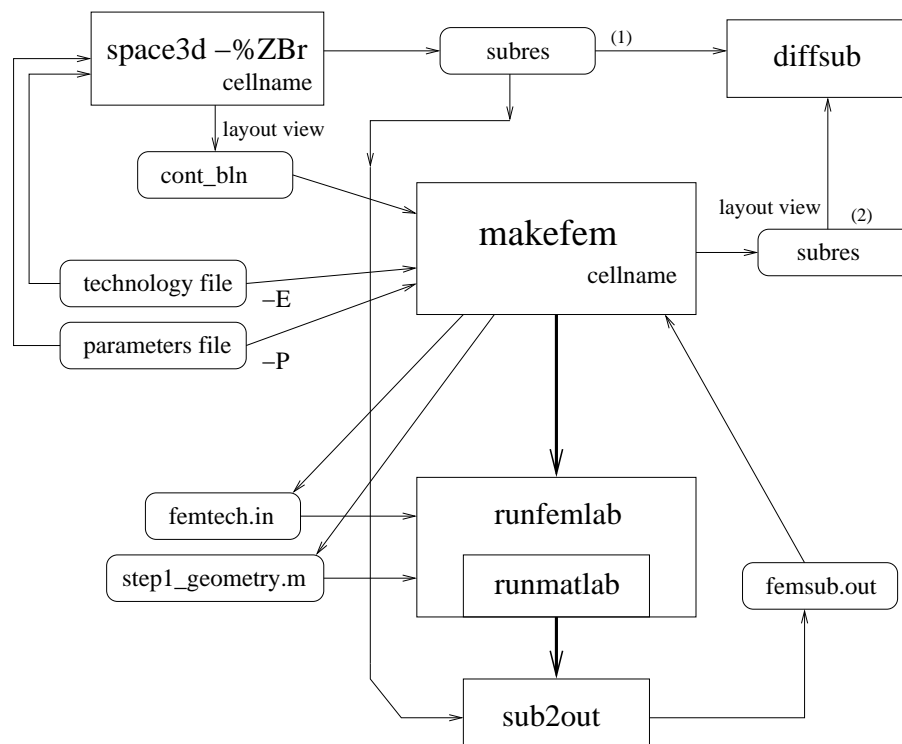 space3d –%ZBr
cellname
subres
(1)
diffsub
layout view
cont_bln
makefem
cellname
layout view
(2)
subres
technology file
–E
parameters file
–P
femtech.in
runfemlab
step1_geometry.m
runmatlab
femsub.out
sub2out